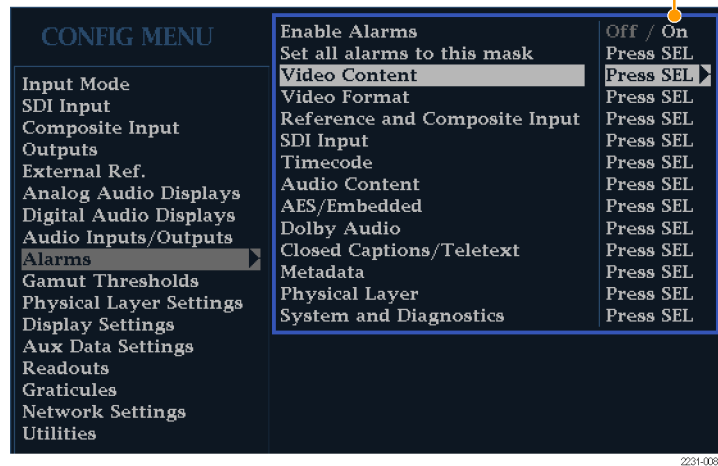 CONFIG MENU
Input Mode
SDI Input
Composite Input
Outputs
External Ref.
Analog Audio Displays
Digital Audio Displays
Audio Inputs/Outputs
Alarms
Gamut Thresholds
Physical Layer Settings
Display Settings
Aux Data Settings
Readouts
Graticules
Network Settings
Utilities
Enable Alarms Off / On
Set all alarms to this mask Press SEL
Video Content Press SEL
Video Format Press SEL
Reference and Composite Input Press SEL
SDI Input Press SEL
Timecode Press SEL
Audio Content Press SEL
AES/Embedded Press SEL
Dolby Audio Press SEL
Closed Captions/Teletext Press SEL
Metadata Press SEL
Physical Layer Press SEL
System and Diagnostics Press SEL
2231-008